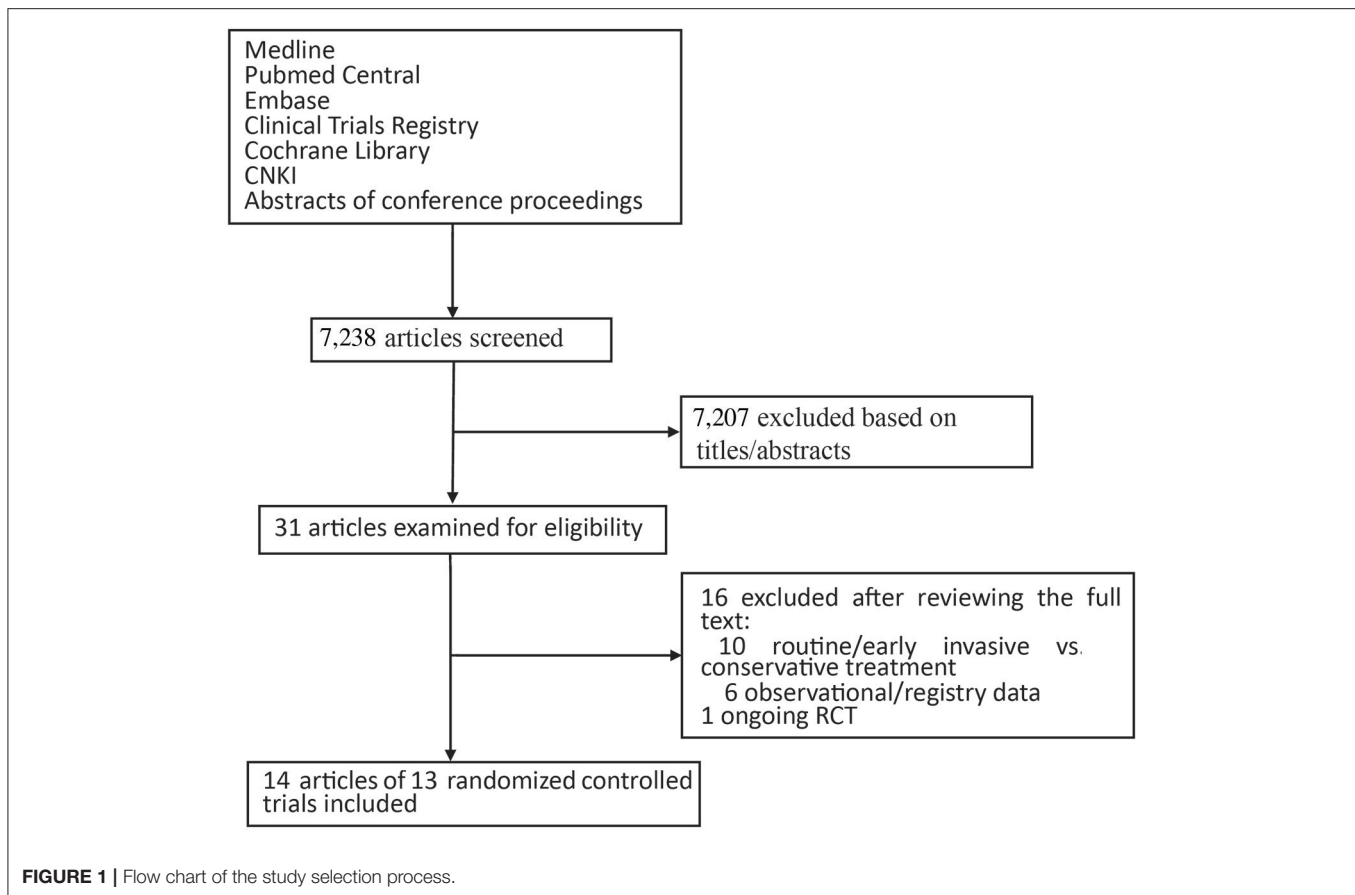 Medline
Pubmed Central
Embase
Clinical Trials Registry
Cochrane Library
CNKI
Abstracts of conference proceedings
7,238 articles screened
7,207 excluded based on
titles/abstracts
31 articles examined for eligibility
16 excluded after reviewing the full
text:
10 routine/early invasive vs.
conservative treatment
6 observational/registry data
1 ongoing RCT
14 articles of 13 randomized controlled
trials included
FIGURE 1 | Flow chart of the study selection process.